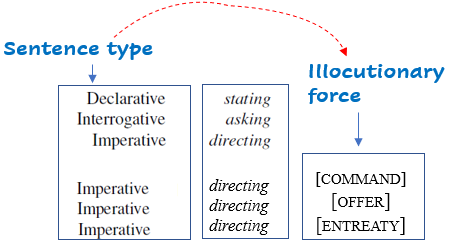 Sentence type
Illocutionary
force
Declarative stating
Interrogative asking
Imperative directing
Imperative directing
Imperative directing
Imperative directing
[COMMAND]
[OFFER]
[ENTREATY]